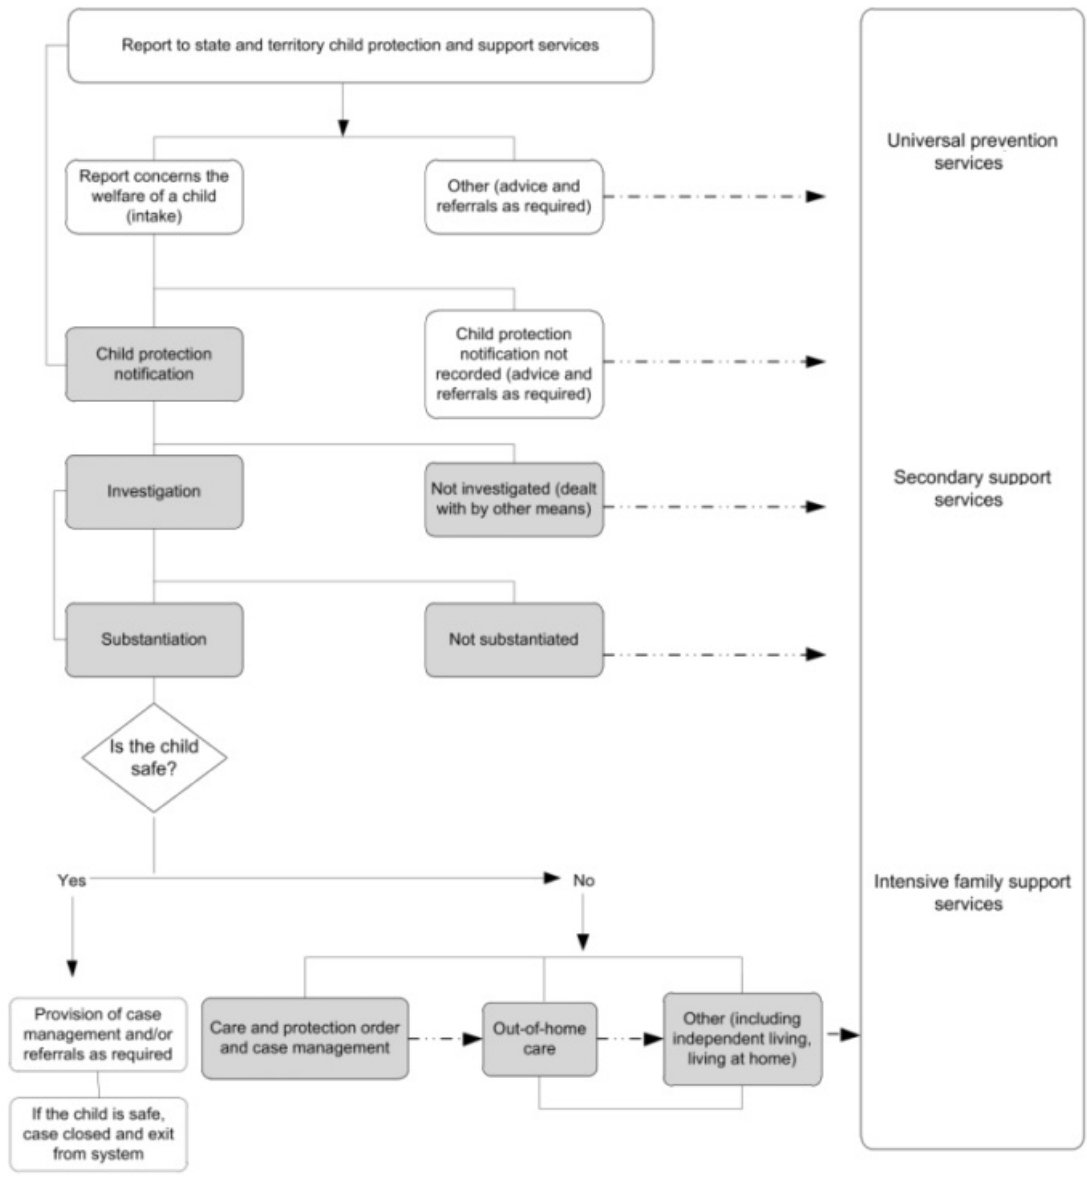 Report to state and territory child protection and support services
Universal prevention
services
Report concerns the
welfare of a child
(intake)
Other (advice and
referrals as required)
Child protection
notification
Child protection
notification not
recorded (advice and
referrals as required)
Investigation
Not investigated (dealt
with by other means)
Secondary support
services
Substantiation
Not substantiated
Is the child
safe?
Yes
No
Intensive family support
services
Provision of case
management and/or
referrals as required
Care and protection order
and case management
Out-of-home
care
Other (including
independent living,
living at home)
If the child is safe,
case closed and exit
from system